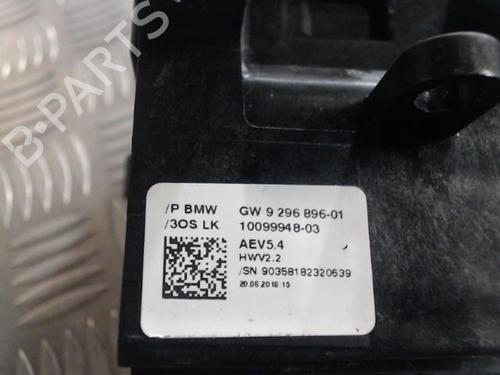 B-PARTS
/P BMW GW 9 296 896-01
/3OS LK 10099948-03
AEV5.4
HWV2.2
/SN 90358182320639
20.06.2016 15